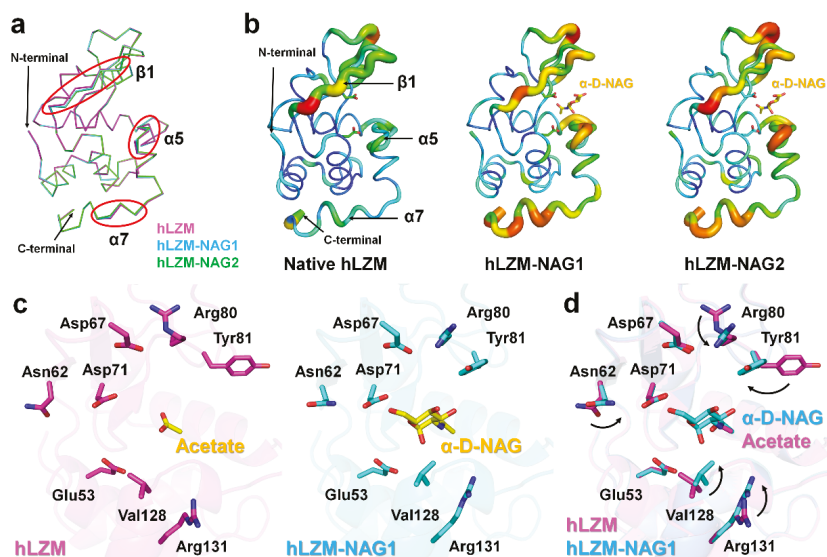 a
N-terminal
β1
α5
α7
C-terminal
hLZM
hLZM-NAG1
hLZM-NAG2
b
N-terminal
β1
α5
α7
C-terminal
Native hLZM
α-D-NAG
hLZM-NAG1
α-D-NAG
hLZM-NAG2
c
Arg80
Asp67
Tyr81
Asn62
Asp71
Acetate
Glu53
Val128
Arg131
hLZM
Arg80
Asp67
Tyr81
Asn62
Asp71
α-D-NAG
Glu53
Val128
Arg131
hLZM-NAG1
d
Arg80
Asp67
Tyr81
Asn62
Asp71
α-D-NAG
Acetate
Glu53
Val128
Arg131
hLZM
hLZM-NAG1